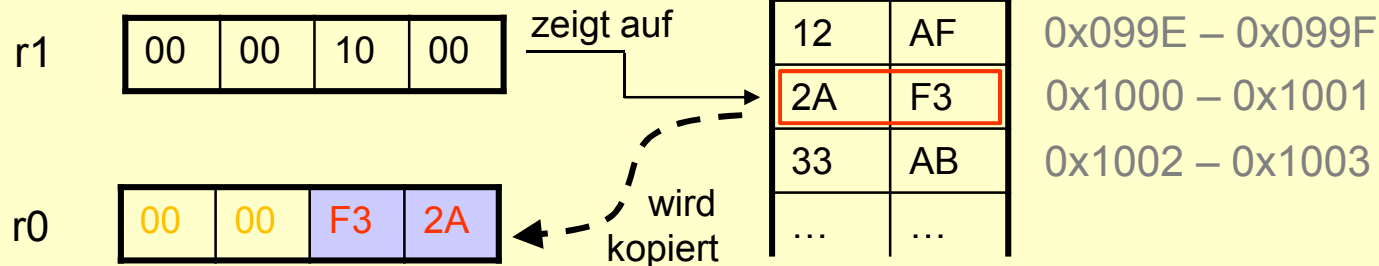 zeigt auf
r1 00 00 10 00
12 AF 0x099E – 0x099F
2A F3 0x1000 – 0x1001
33 AB 0x1002 – 0x1003
… …
wird
kopiert
r0 00 00 F3 2A